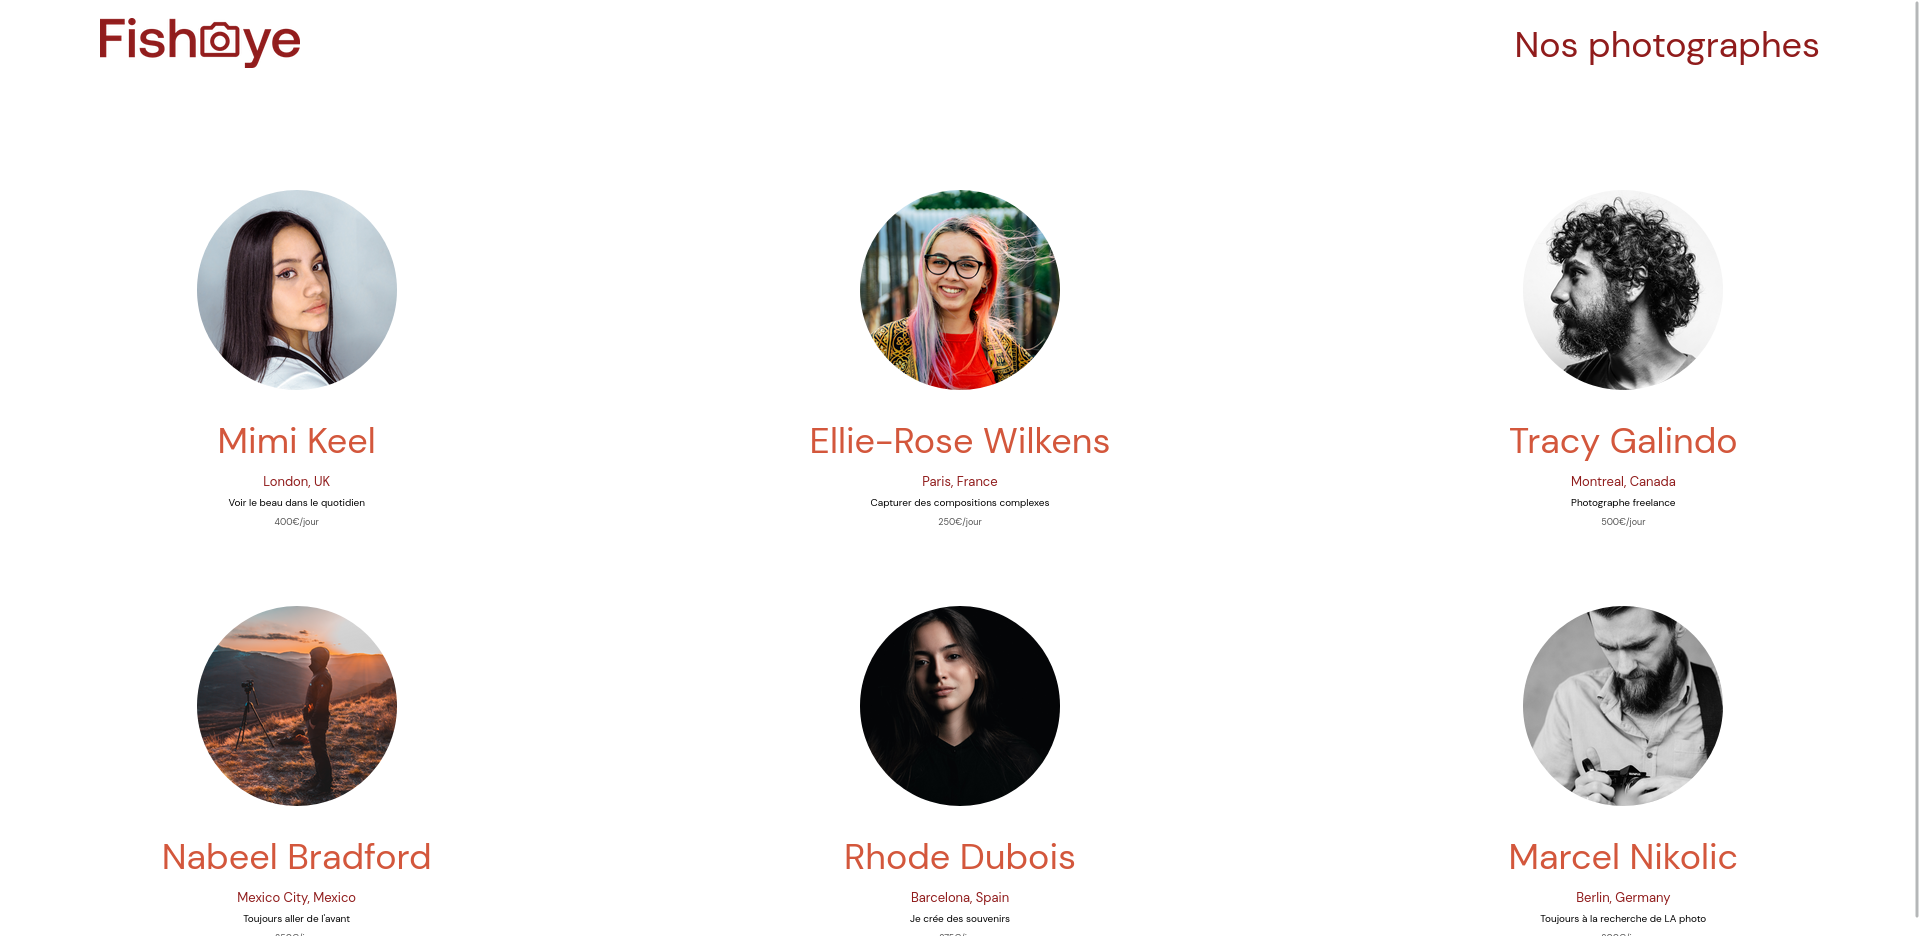 Fisheye
Nos photographes
Mimi Keel
London, UK
Voir le beau dans le quotidien
400€/jour
Ellie-Rose Wilkens
Paris, France
Capturer des compositions complexes
250€/jour
Tracy Galindo
Montreal, Canada
Photographe freelance
500€/jour
Nabeel Bradford
Mexico City, Mexico
Toujours aller de l'avant
Rhode Dubois
Barcelona, Spain
Je crée des souvenirs
Marcel Nikolic
Berlin, Germany
Toujours à la recherche de LA photo